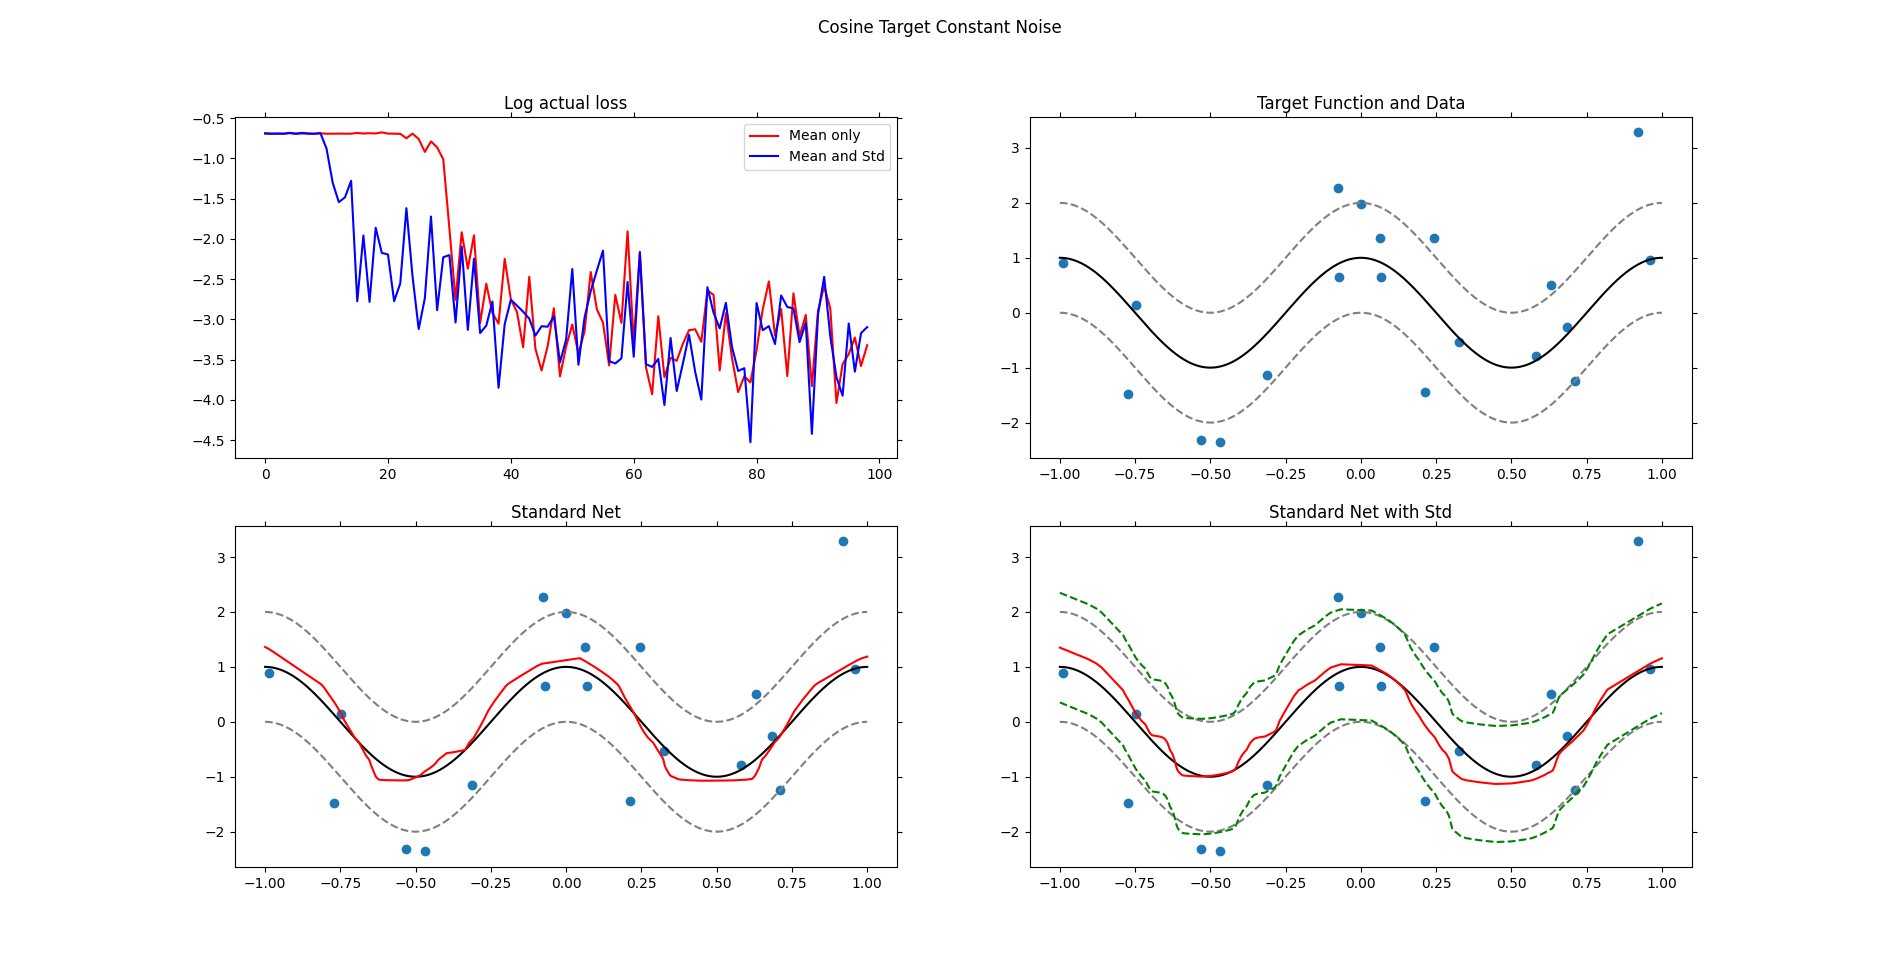 Cosine Target Constant Noise
Log actual loss
Mean only
Mean and Std
−0.5
−1.0
−1.5
−2.0
−2.5
−3.0
−3.5
−4.0
−4.5
0 20 40 60 80 100
Target Function and Data
3
2
1
0
−1
−2
−1.00 −0.75 −0.50 −0.25 0.00 0.25 0.50 0.75 1.00
Standard Net
3
2
1
0
−1
−2
−1.00 −0.75 −0.50 −0.25 0.00 0.25 0.50 0.75 1.00
Standard Net with Std
3
2
1
0
−1
−2
−1.00 −0.75 −0.50 −0.25 0.00 0.25 0.50 0.75 1.00